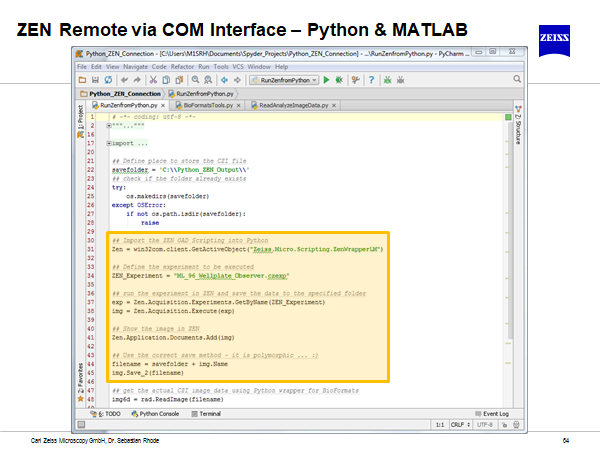 ZEN Remote via COM Interface – Python & MATLAB
ZEISS
Python_ZEN_Connection - [C:\Users\M1SRH\Documents\Spyder_Projects\Python_ZEN_Connection] - ...\RunZenfromPython.py - PyCharm
File Edit View Navigate Code Refactor Run Tools VCS Window Help
RunZenfromPython
Python_ZEN_Connection RunZenfromPython.py
RunZenfromPython.py × BioFormatsTools.py × ReadAnalyzeImageData.py ×
1: Project
2: Structure
Favorites
1 # -*- coding: utf-8 -*-
2 """..."""
16
17 import ...
21 ## Define place to store the CZI file
22 savefolder = 'C:\\Python_ZEN_Output\\'
23 ## check if the folder already exists
24 try:
25 os.makedirs(savefolder)
26 except OSError:
27 if not os.path.isdir(savefolder):
28 raise
29
30 ## Import the ZEN OAD Scripting into Python
31 Zen = win32com.client.GetActiveObject("Zeiss.Micro.Scripting.ZenWrapperLM")
32
33 ## Define the experiment to be executed
34 ZEN_Experiment = "ML_96_Wellplate_Observer.czexp"
35
36 ## run the experiment in ZEN and save the data to the specified folder
37 exp = Zen.Acquisition.Experiments.GetByName(ZEN_Experiment)
38 img = Zen.Acquisition.Execute(exp)
39
40 ## Show the image in ZEN
41 Zen.Application.Documents.Add(img)
42
43 ## Use the correct save method - it is polymorphic ... :)
44 filename = savefolder + img.Name
45 img.Save_2(filename)
46
47 ## get the actual CZI image data using Python wrapper for BioFormats
48 img6d = rad.ReadImage(filename)
6: TODO Python Console Terminal Event Log
1:1 CRLF UTF-8
Carl Zeiss Microscopy GmbH, Dr. Sebastian Rhode 64